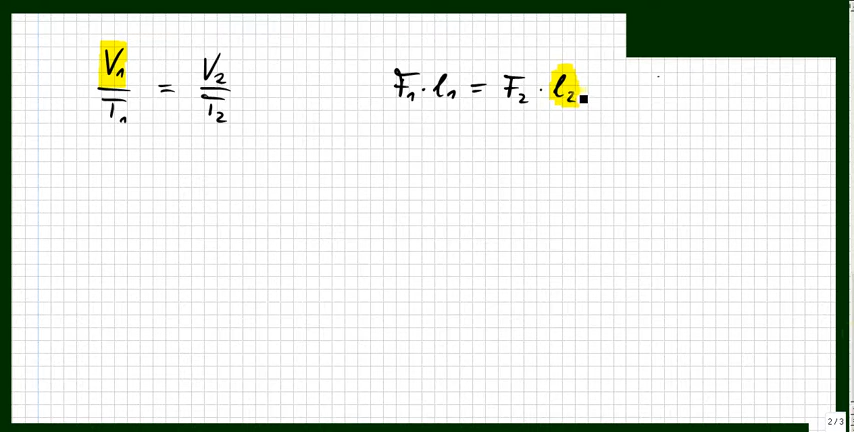 V₁/T₁ = V₂/T₂
F₁ · l₁ = F₂ · l₂
2/3